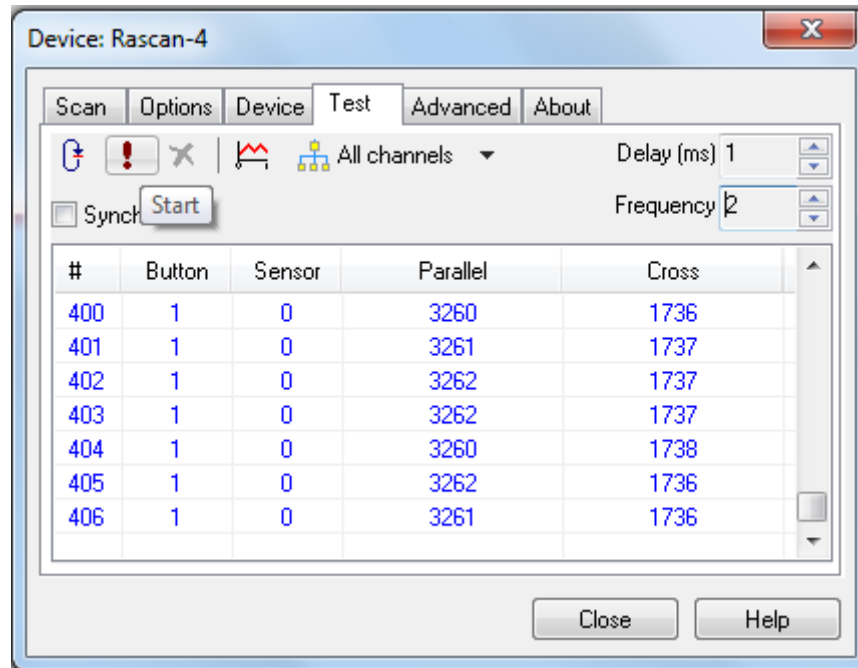 Device: Rascan-4
Scan Options Device Test Advanced About
All channels Delay (ms) 1
Start
Synch Frequency 2
# Button Sensor Parallel Cross
400 1 0 3260 1736
401 1 0 3261 1737
402 1 0 3262 1737
403 1 0 3262 1737
404 1 0 3260 1738
405 1 0 3262 1736
406 1 0 3261 1736
Close Help